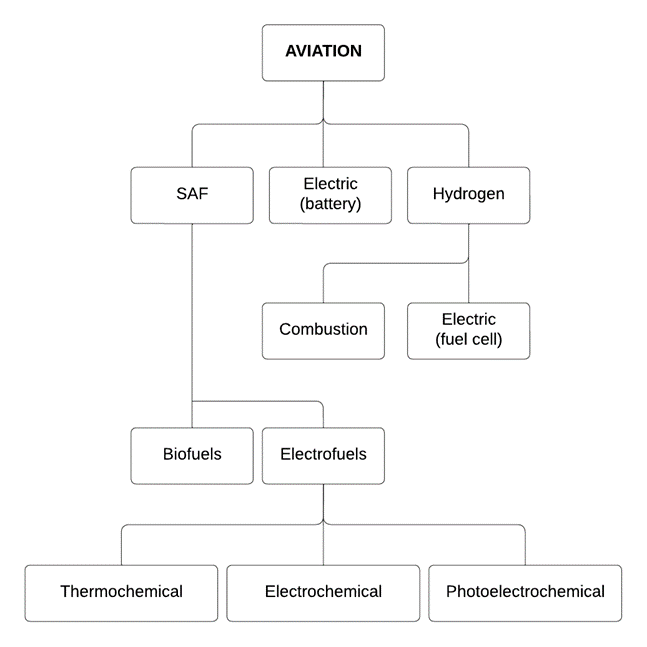 AVIATION
SAF
Electric
(battery)
Hydrogen
Combustion
Electric
(fuel cell)
Biofuels
Electrofuels
Thermochemical
Electrochemical
Photoelectrochemical